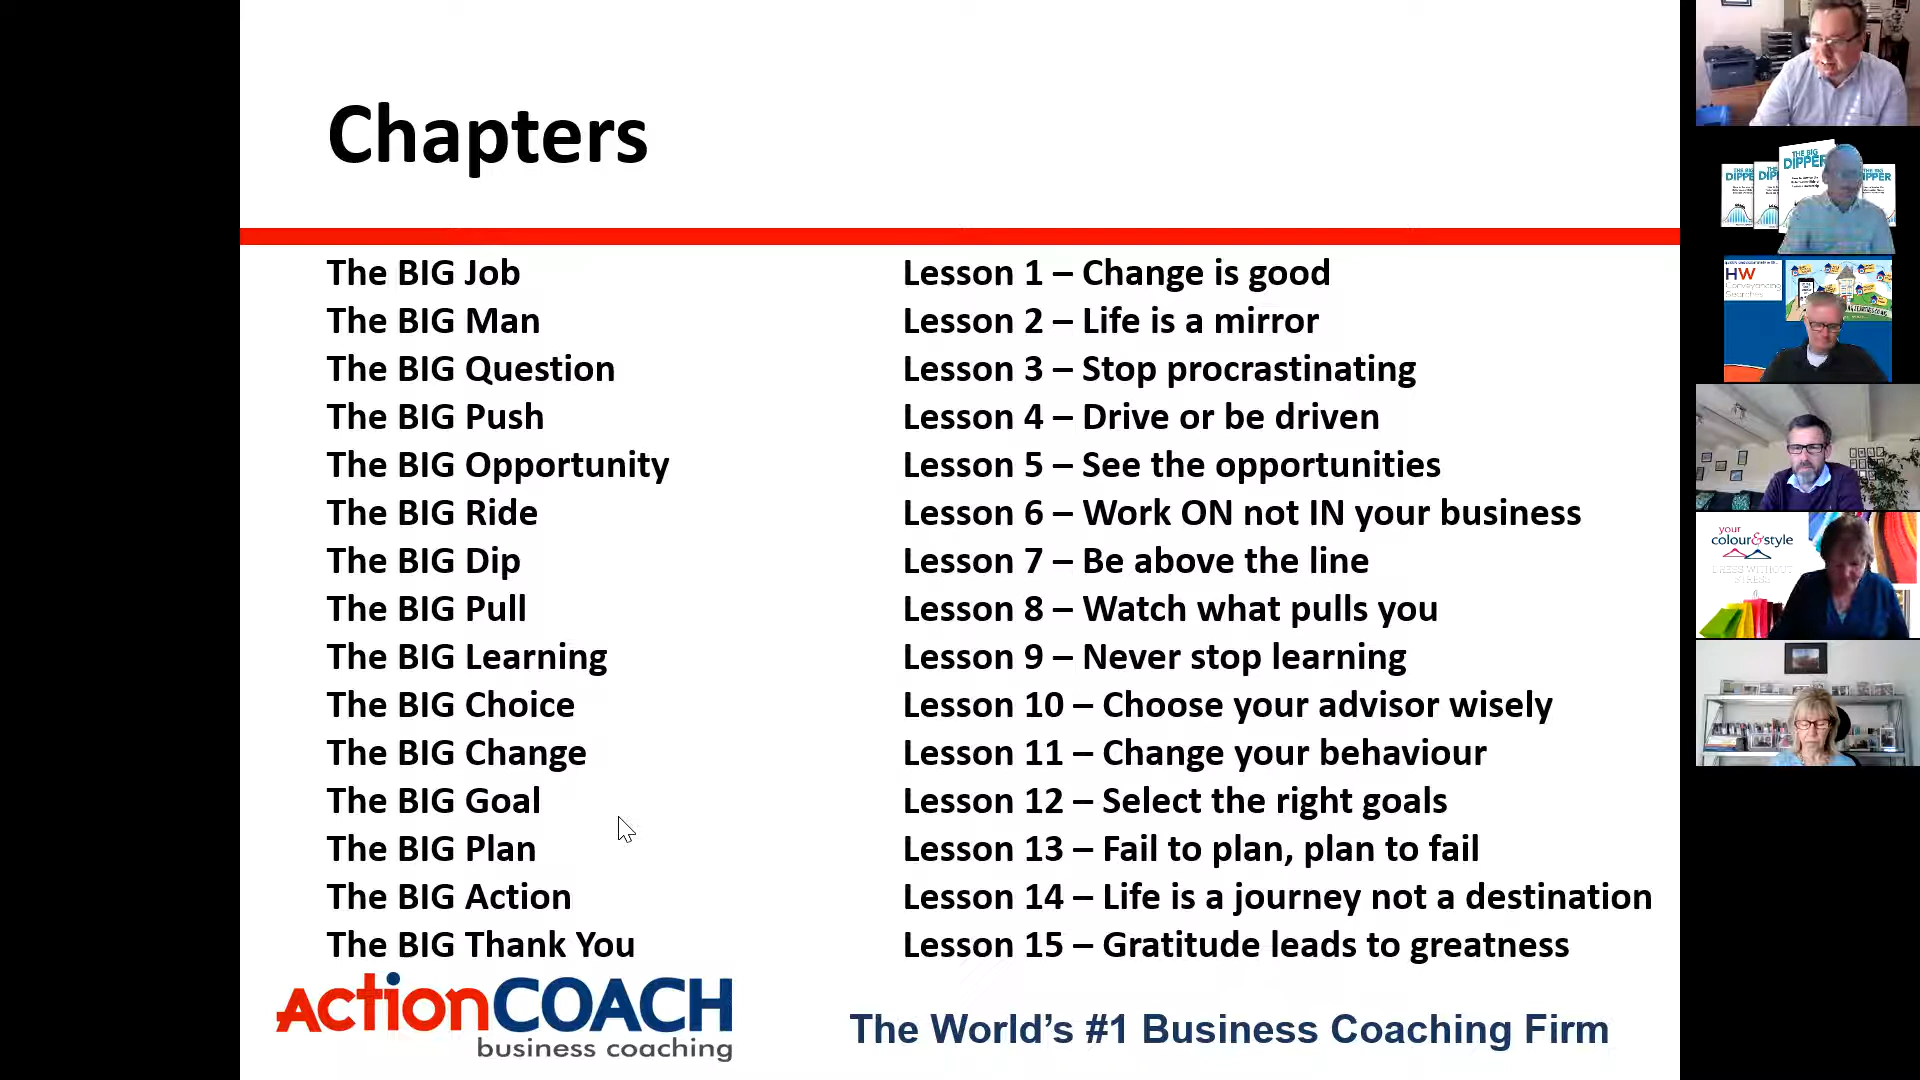 Chapters
The BIG Job
Lesson 1 – Change is good
The BIG Man
Lesson 2 – Life is a mirror
The BIG Question
Lesson 3 – Stop procrastinating
The BIG Push
Lesson 4 – Drive or be driven
The BIG Opportunity
Lesson 5 – See the opportunities
The BIG Ride
Lesson 6 – Work ON not IN your business
The BIG Dip
Lesson 7 – Be above the line
The BIG Pull
Lesson 8 – Watch what pulls you
The BIG Learning
Lesson 9 – Never stop learning
The BIG Choice
Lesson 10 – Choose your advisor wisely
The BIG Change
Lesson 11 – Change your behaviour
The BIG Goal
Lesson 12 – Select the right goals
The BIG Plan
Lesson 13 – Fail to plan, plan to fail
The BIG Action
Lesson 14 – Life is a journey not a destination
The BIG Thank You
Lesson 15 – Gratitude leads to greatness
ActionCOACH
business coaching
The World's #1 Business Coaching Firm
THE BIG
DIPPER
HW
Conveyancing
Searches
your
colour&style
DRESS WITHOUT
STRESS